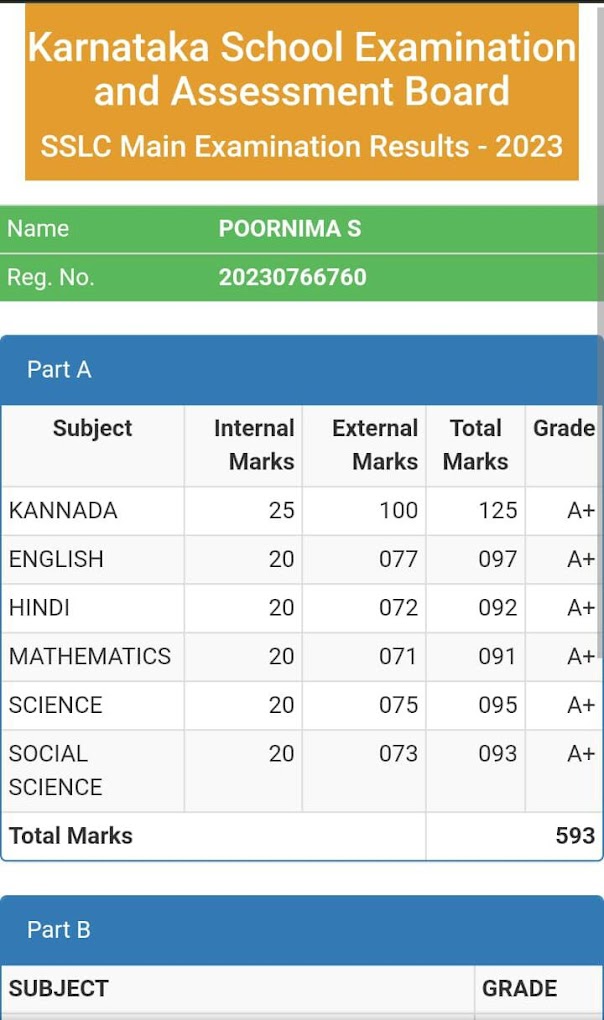 Karnataka School Examination
and Assessment Board
SSLC Main Examination Results - 2023
Name POORNIMA S
Reg. No. 20230766760
Part A
Subject Internal Marks External Marks Total Marks Grade
KANNADA 25 100 125 A+
ENGLISH 20 077 097 A+
HINDI 20 072 092 A+
MATHEMATICS 20 071 091 A+
SCIENCE 20 075 095 A+
SOCIAL SCIENCE 20 073 093 A+
Total Marks 593
Part B
SUBJECT GRADE